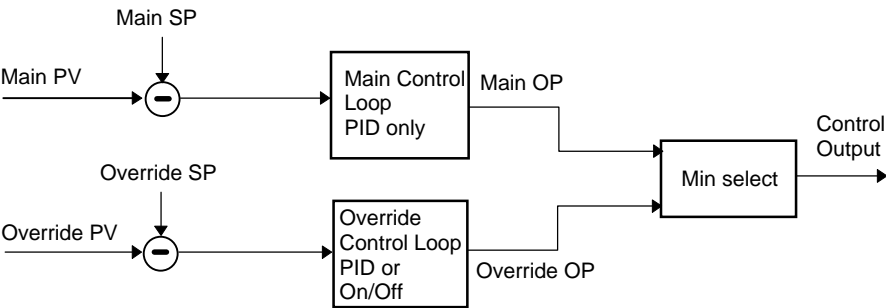 Main SP
Main PV
Main Control
Loop
PID only
Main OP
Control
Output
Min select
Override SP
Override PV
Override
Control Loop
PID or
On/Off
Override OP